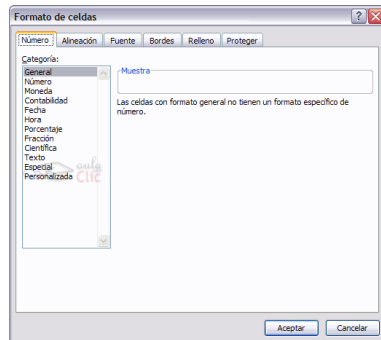 Formato de celdas
Número Alineación Fuente Bordes Relleno Proteger
Categoría:
General
Número
Moneda
Contabilidad
Fecha
Hora
Porcentaje
Fracción
Científica
Texto
Especial
Personalizada
aula
Clic
Muestra
Las celdas con formato general no tienen un formato específico de
número.
Aceptar Cancelar